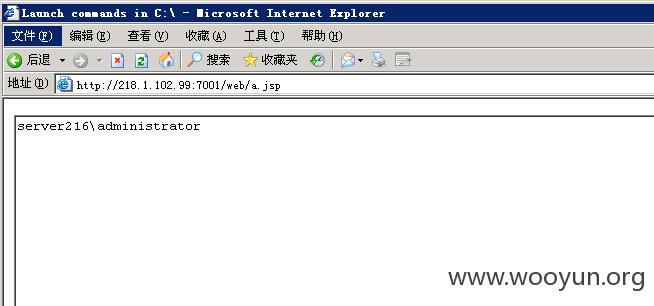 Launch commands in C:\ - Microsoft Internet Explorer
文件(F) 编辑(E) 查看(V) 收藏(A) 工具(T) 帮助(H)
后退 搜索 收藏夹
地址(D) http://218.1.102.99:7001/web/a.jsp
server216\administrator
www.wooyun.org